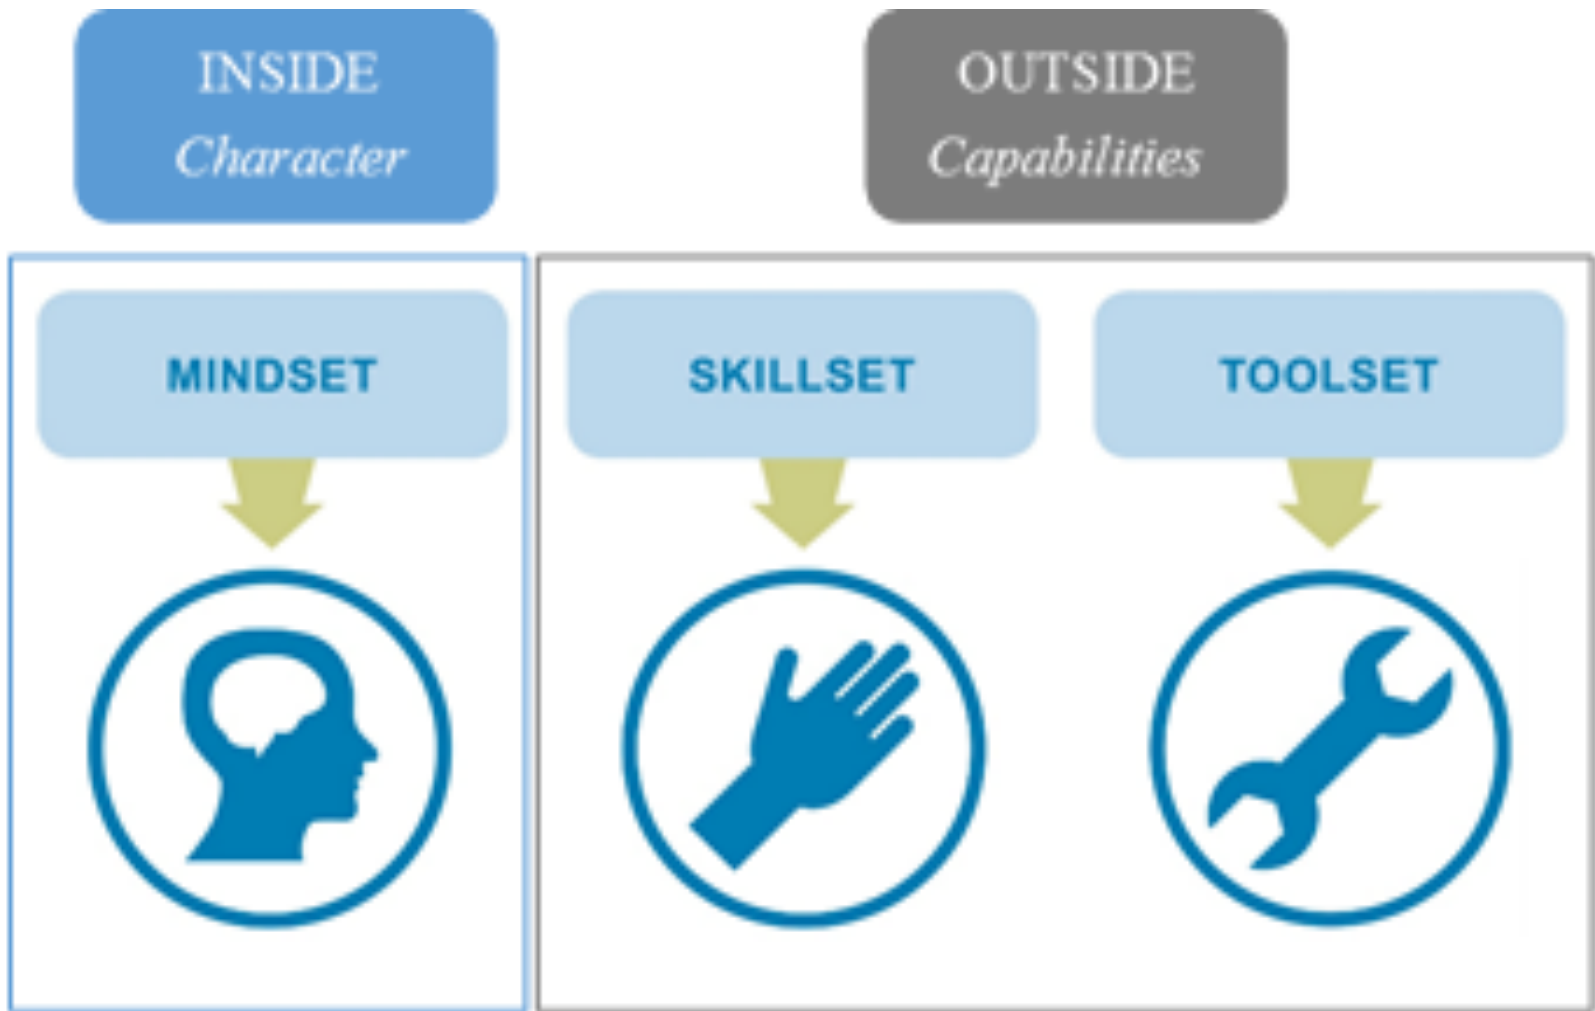 INSIDE
Character
OUTSIDE
Capabilities
MINDSET
SKILLSET
TOOLSET